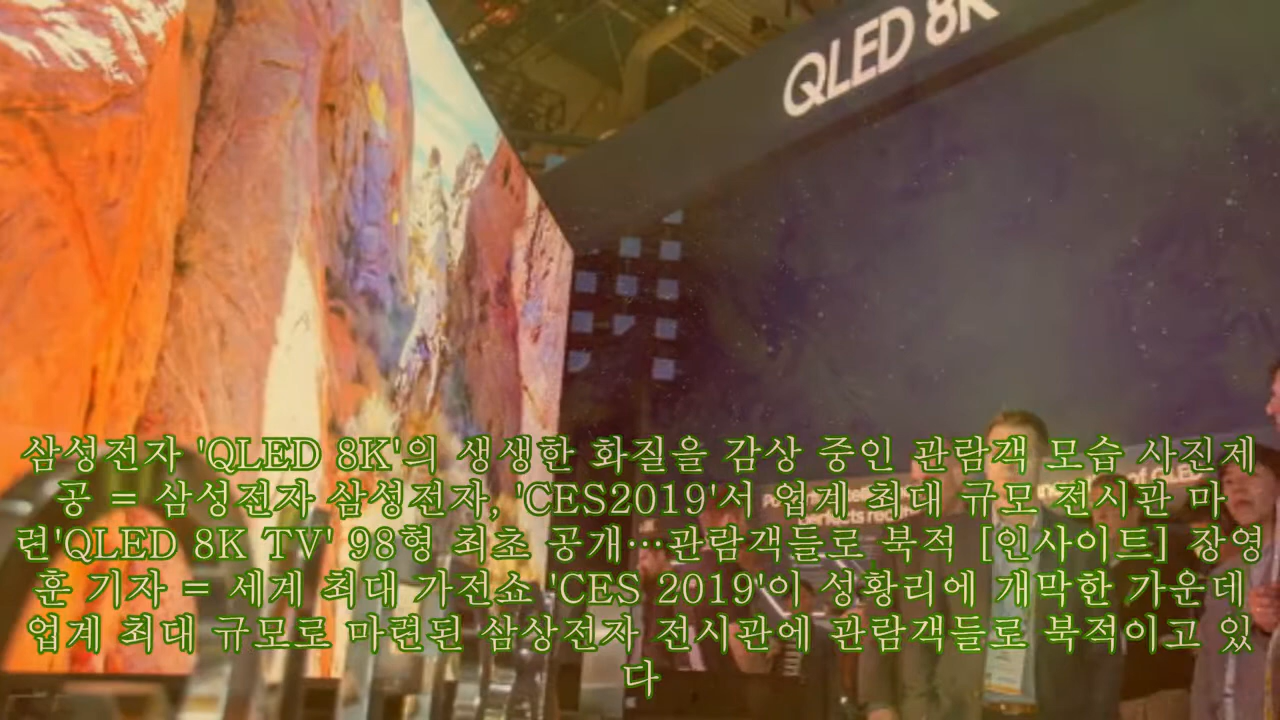 QLED 8K
삼성전자 'QLED 8K'의 생생한 화질을 감상 중인 관람객 모습 사진제
공 = 삼성전자 삼성전자, 'CES2019'서 업계 최대 규모 전시관 마
련'QLED 8K TV' 98형 최초 공개…관람객들로 북적 [인사이트] 장영
훈 기자 = 세계 최대 가전쇼 'CES 2019'이 성황리에 개막한 가운데
업계 최대 규모로 마련된 삼상전자 전시관에 관람객들로 북적이고 있
다